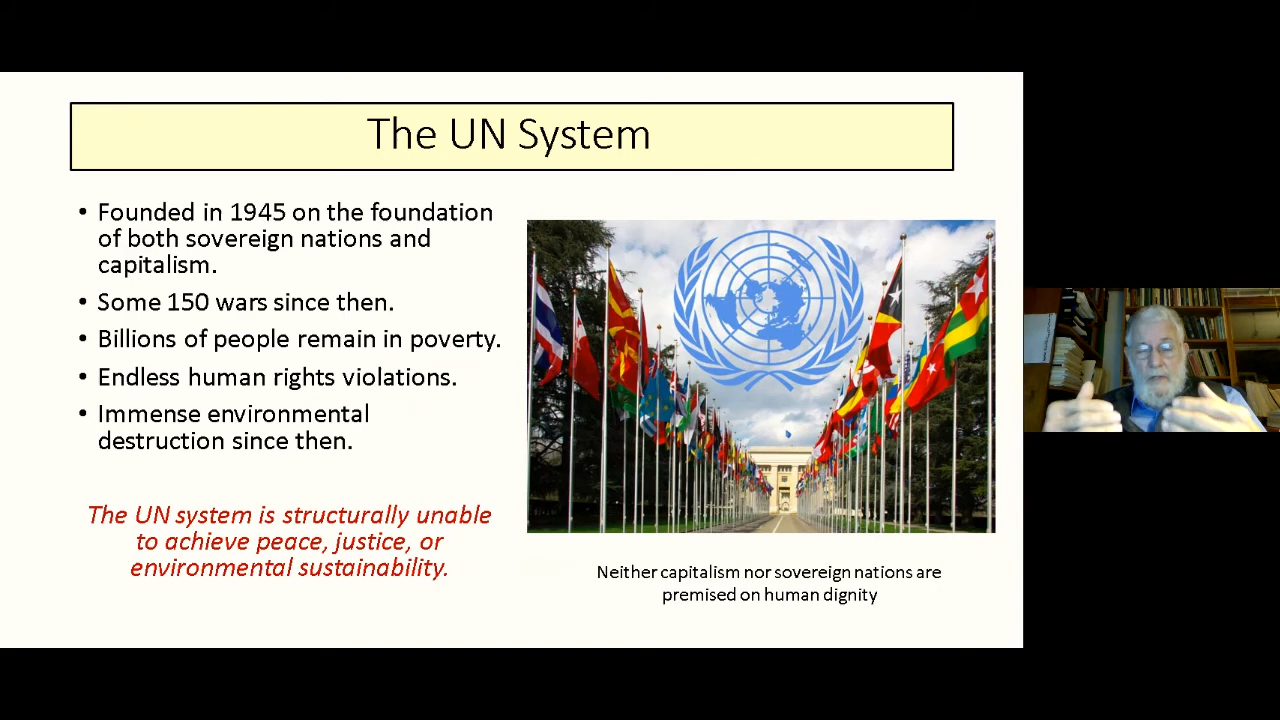 The UN System
• Founded in 1945 on the foundation
of both sovereign nations and
capitalism.
• Some 150 wars since then.
• Billions of people remain in poverty.
• Endless human rights violations.
• Immense environmental
destruction since then.
The UN system is structurally unable
to achieve peace, justice, or
environmental sustainability.
Neither capitalism nor sovereign nations are
premised on human dignity